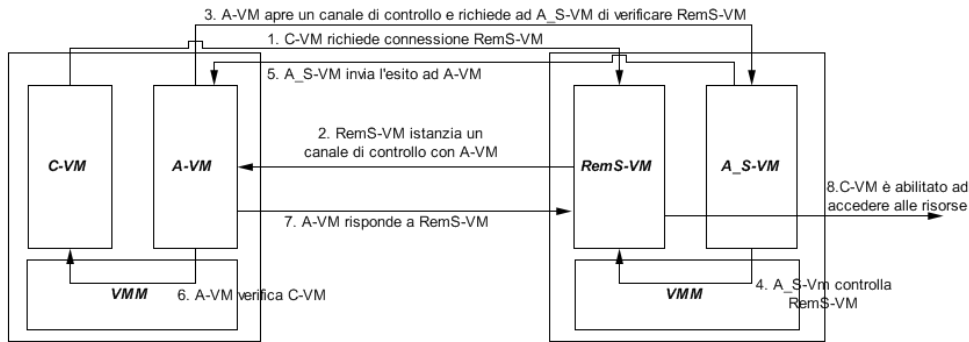 3. A-VM apre un canale di controllo e richiede ad A_S-VM di verificare RemS-VM
1. C-VM richiede connessione RemS-VM
5. A_S-VM invia l'esito ad A-VM
2. RemS-VM istanzia un
canale di controllo con A-VM
C-VM
A-VM
RemS-VM
A_S-VM
8.C-VM è abilitato ad
accedere alle risorse
7. A-VM risponde a RemS-VM
VMM
6. A-VM verifica C-VM
VMM
4. A_S-Vm controlla
RemS-VM